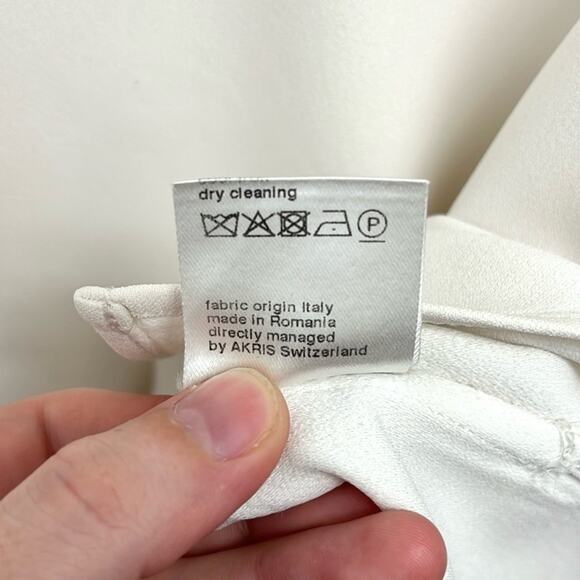 dry cleaning
P
fabric origin Italy
made in Romania
directly managed
by AKRIS Switzerland